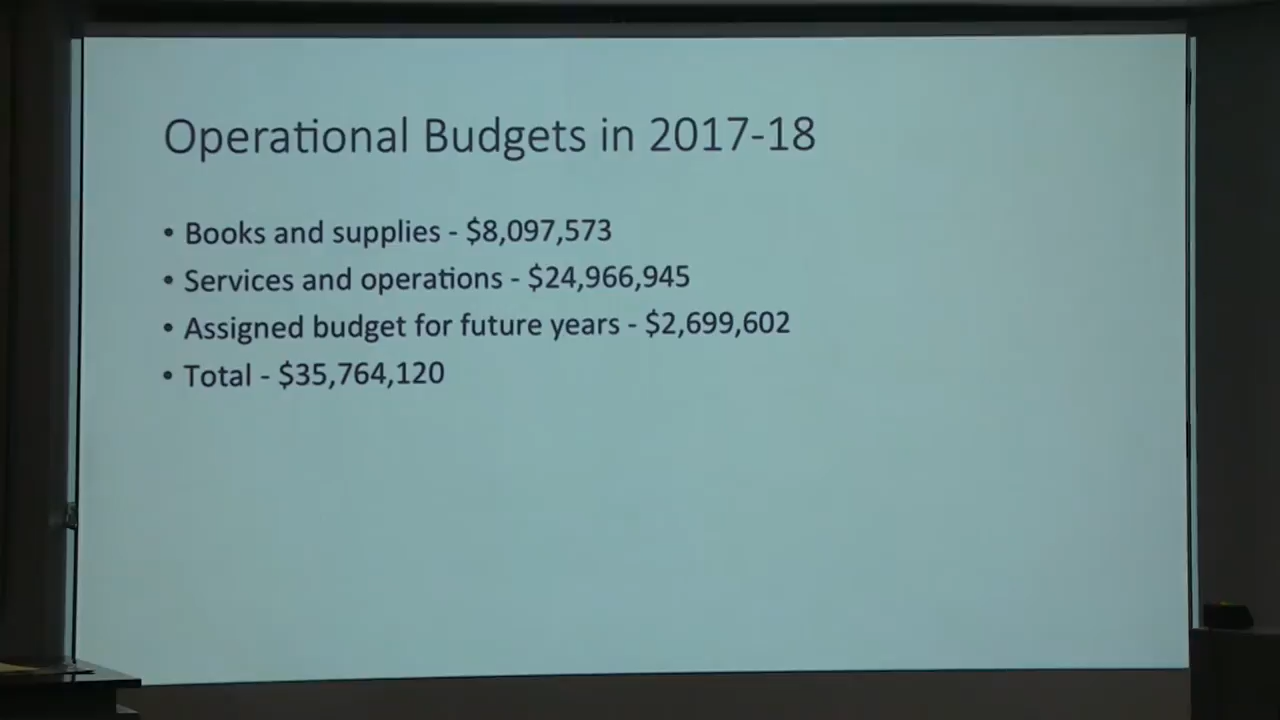 Operational Budgets in 2017-18
• Books and supplies - $8,097,573
• Services and operations - $24,966,945
• Assigned budget for future years - $2,699,602
• Total - $35,764,120